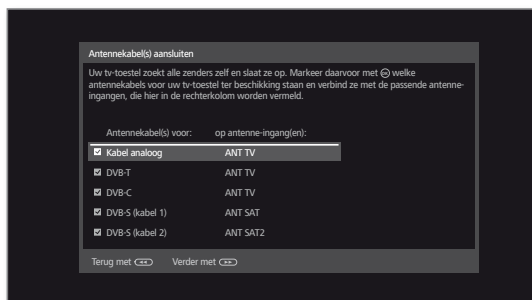 Antennekabel(s) aansluiten
Uw tv-toestel zoekt alle zenders zelf en slaat ze op. Markeer daarvoor met OK welke
antennekabels voor uw tv-toestel ter beschikking staan en verbind ze met de passende antenne-
ingangen, die hier in de rechterkolom worden vermeld.
Antennekabel(s) voor: op antenne-ingang(en):
Kabel analoog ANT TV
DVB-T ANT TV
DVB-C ANT TV
DVB-S (kabel 1) ANT SAT
DVB-S (kabel 2) ANT SAT2
Terug met Verder met